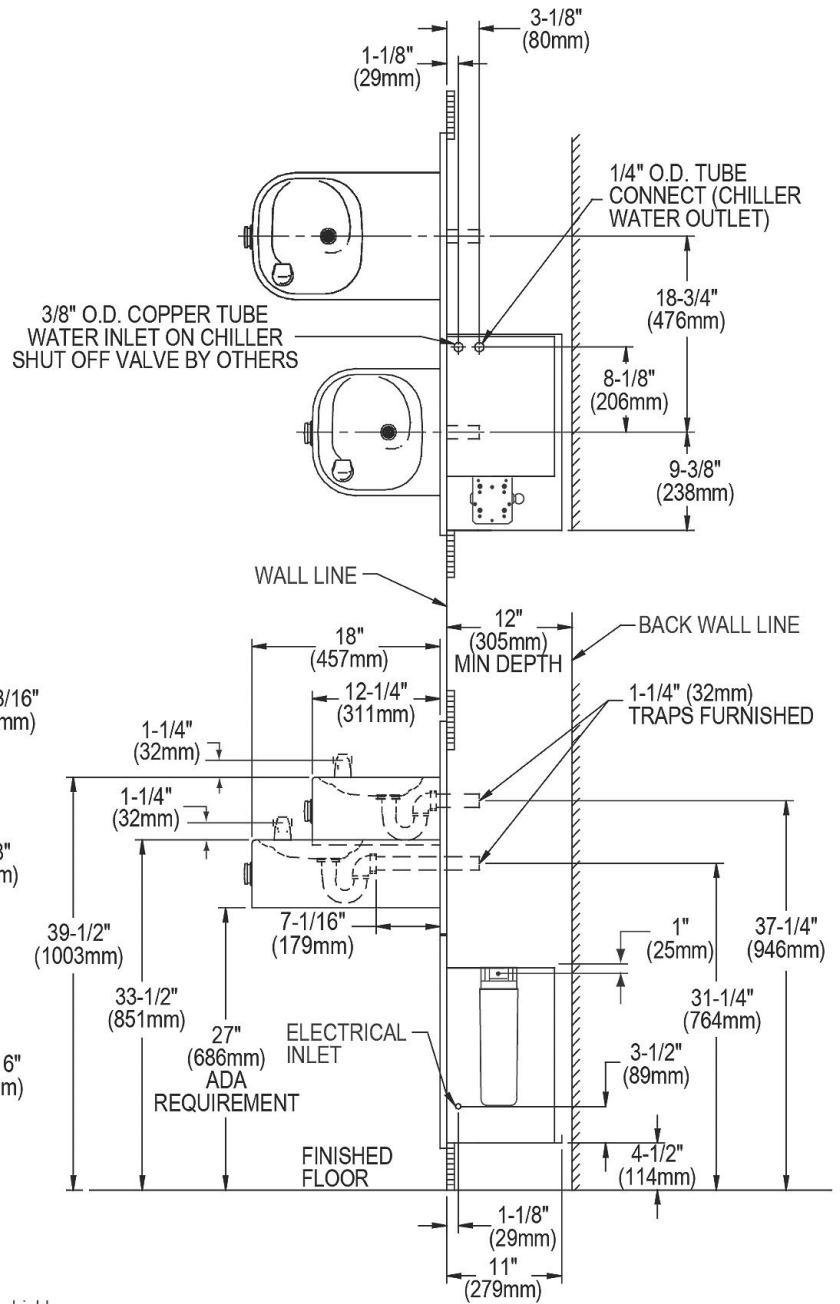 3-1/8"
(80mm)
1-1/8"
(29mm)
1/4" O.D. TUBE
CONNECT (CHILLER
WATER OUTLET)
3/8" O.D. COPPER TUBE
WATER INLET ON CHILLER
SHUT OFF VALVE BY OTHERS
18-3/4"
(476mm)
8-1/8"
(206mm)
9-3/8"
(238mm)
WALL LINE
12"
(305mm)
MIN DEPTH
BACK WALL LINE
18"
(457mm)
12-1/4"
(311mm)
1-1/4" (32mm)
TRAPS FURNISHED
1-1/4"
(32mm)
1-1/4"
(32mm)
39-1/2"
(1003mm)
33-1/2"
(851mm)
27"
(686mm)
ADA
REQUIREMENT
7-1/16"
(179mm)
1"
(25mm)
37-1/4"
(946mm)
31-1/4"
(764mm)
ELECTRICAL
INLET
3-1/2"
(89mm)
4-1/2"
(114mm)
FINISHED
FLOOR
1-1/8"
(29mm)
11"
(279mm)